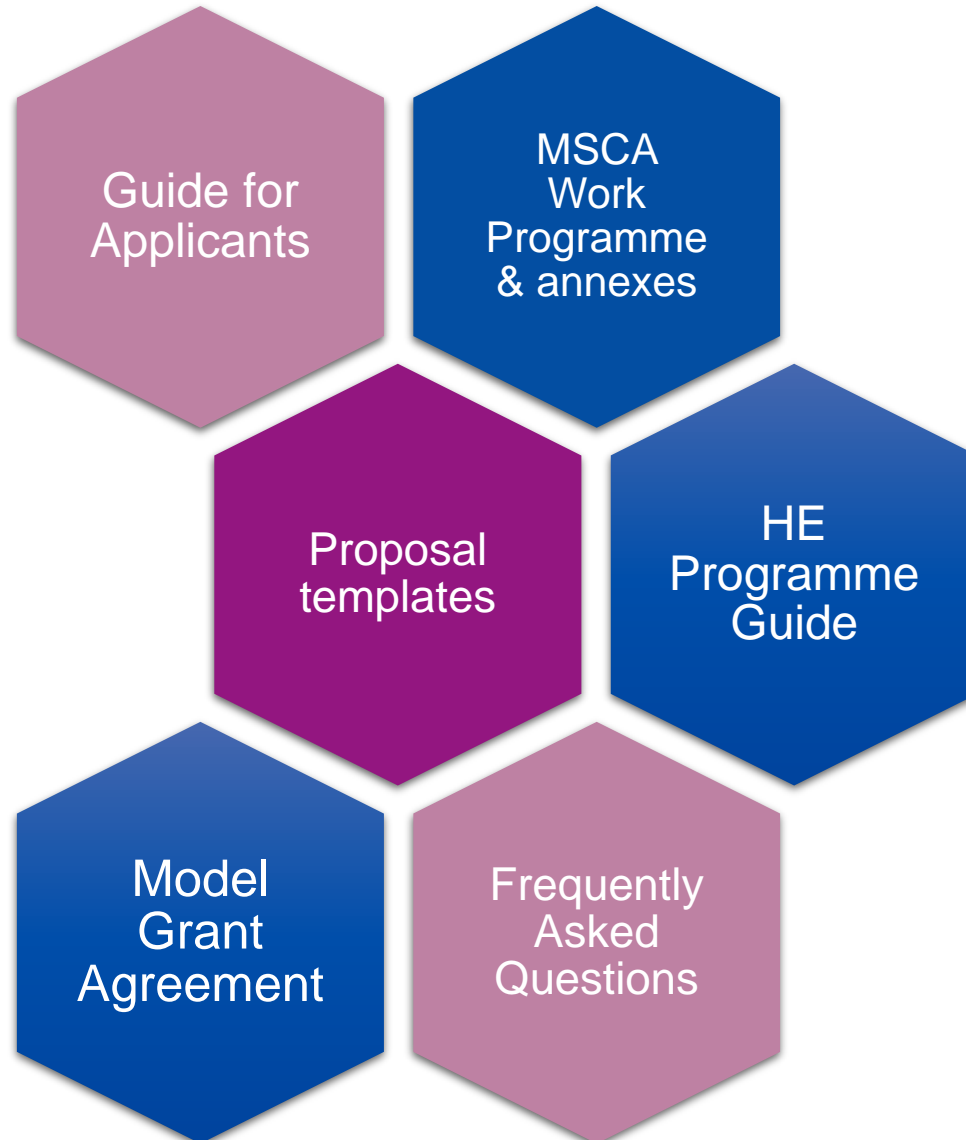 Guide for
Applicants
MSCA
Work
Programme
& annexes
Proposal
templates
HE
Programme
Guide
Model
Grant
Agreement
Frequently
Asked
Questions